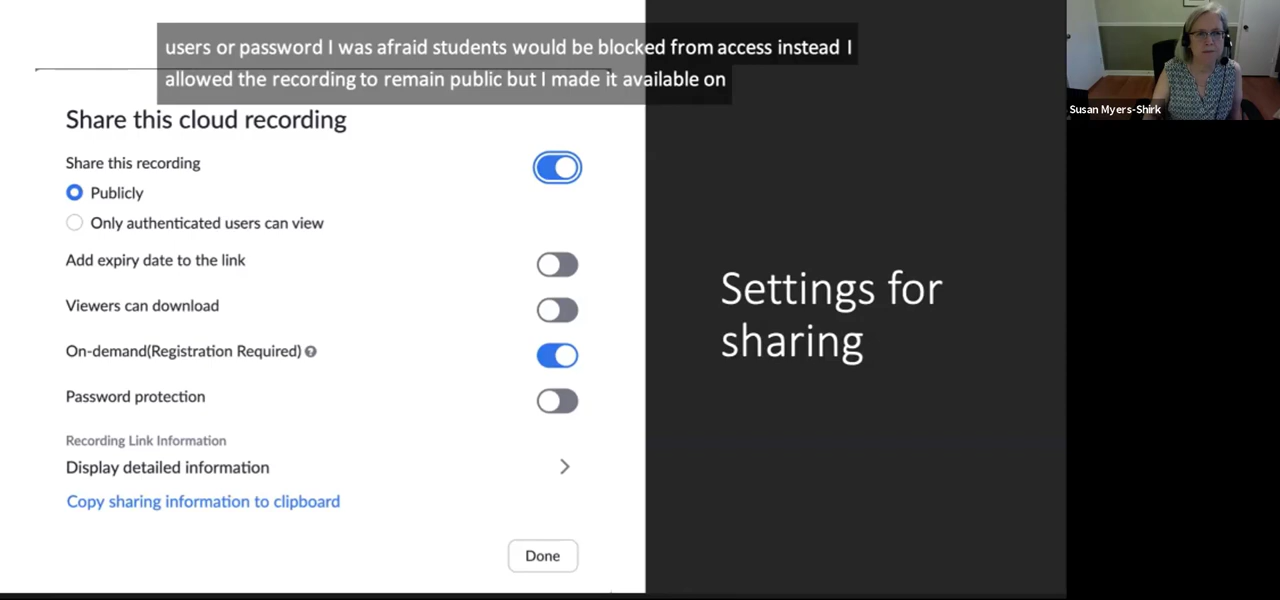 users or password I was afraid students would be blocked from access instead I
allowed the recording to remain public but I made it available on
Share this cloud recording
Share this recording
Publicly
Only authenticated users can view
Add expiry date to the link
Viewers can download
On-demand(Registration Required)
Password protection
Recording Link Information
Display detailed information
Copy sharing information to clipboard
Done
Settings for
sharing
Susan Myers-Shirk